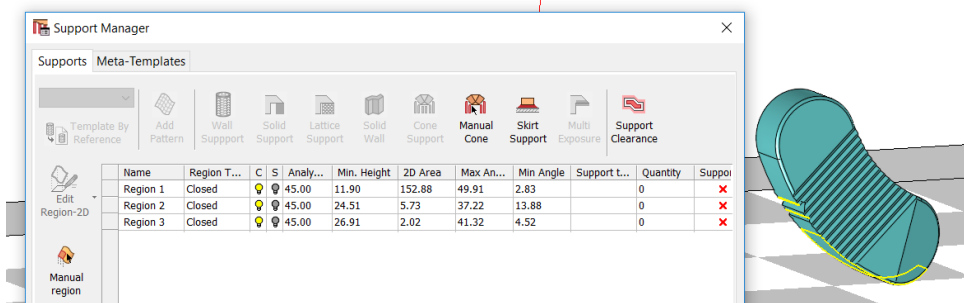 Support Manager
Supports Meta-Templates
Template By Reference
Add Pattern
Wall Suppport
Solid Support
Lattice Support
Solid Wall
Cone Support
Manual Cone
Skirt Support
Multi Exposure
Support Clearance
Edit Region-2D
Manual region
Name Region T... C S Analy... Min. Height 2D Area Max An... Min Angle Support t... Quantity Suppor
Region 1 Closed 45.00 11.90 152.88 49.91 2.83 0
Region 2 Closed 45.00 24.51 5.73 37.22 13.88 0
Region 3 Closed 45.00 26.91 2.02 41.32 4.52 0